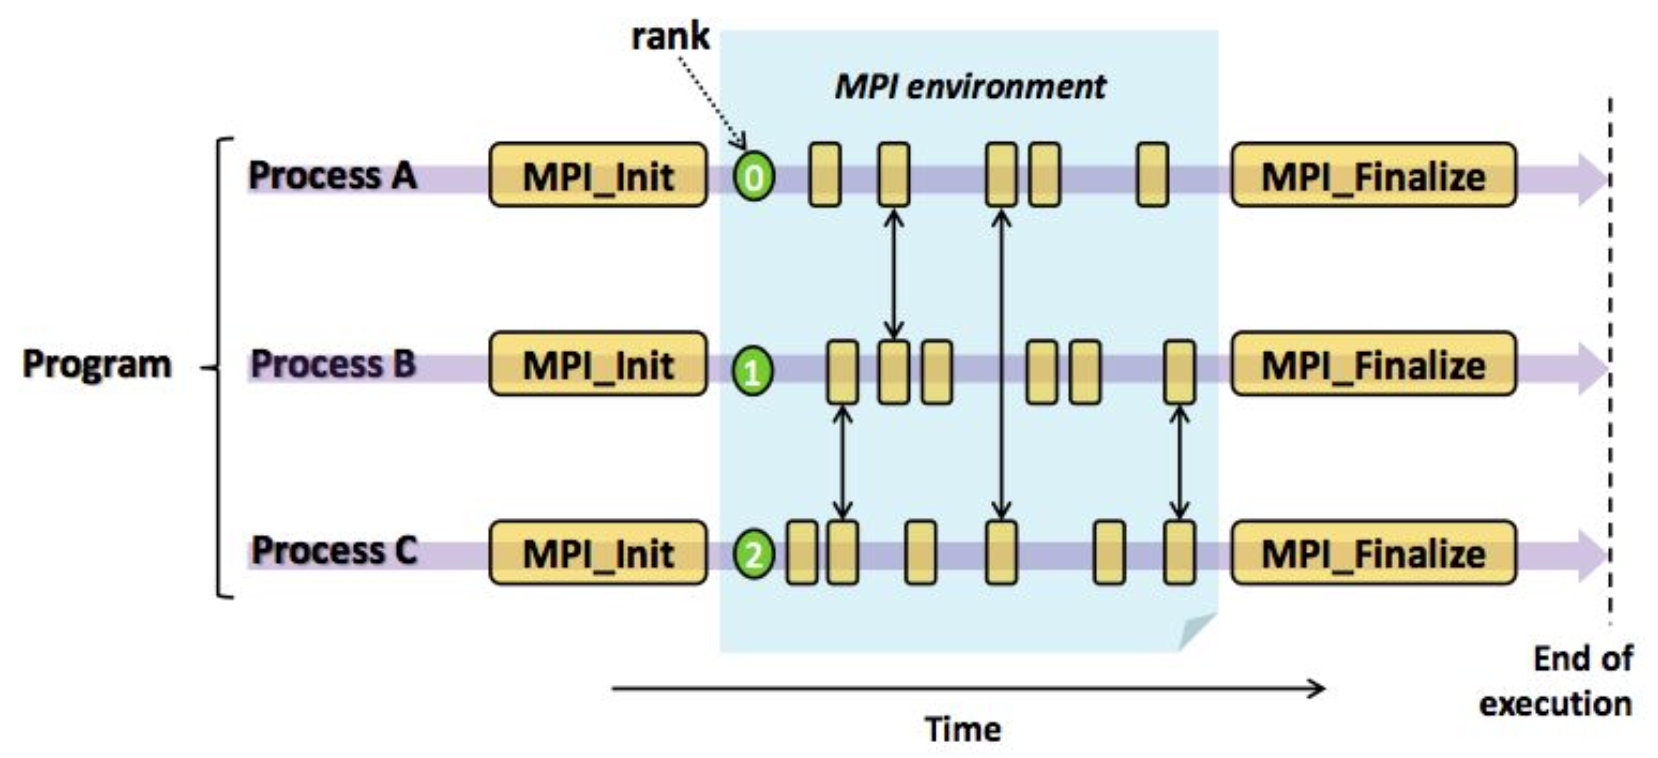 rank
MPI environment
Process A
MPI_Init
0
MPI_Finalize
Program
Process B
MPI_Init
1
MPI_Finalize
Process C
MPI_Init
2
MPI_Finalize
End of
execution
Time